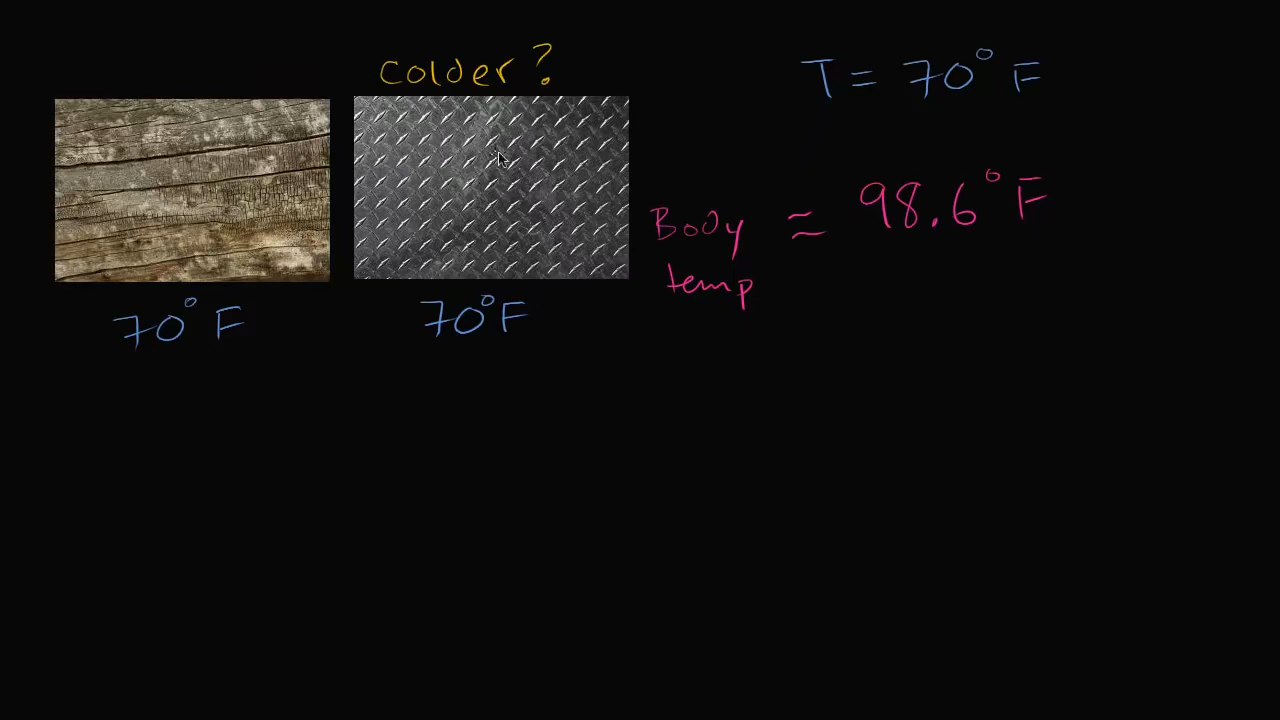 Colder?
T = 70° F
Body ≈ 98.6° F
temp
70° F
70° F